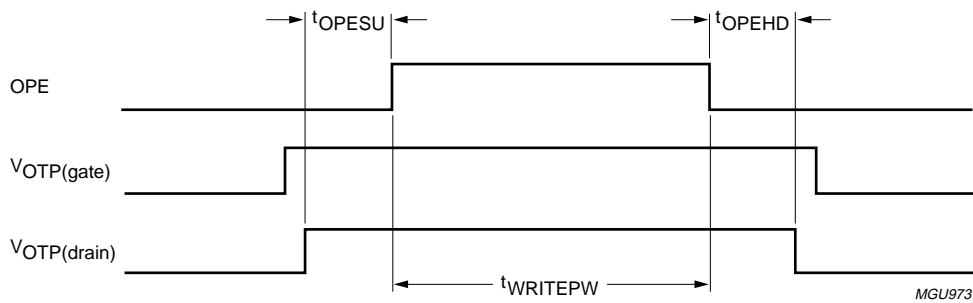 tOPESU
tOPEHD
OPE
VOTP(gate)
VOTP(drain)
tWRITEPW
MGU973